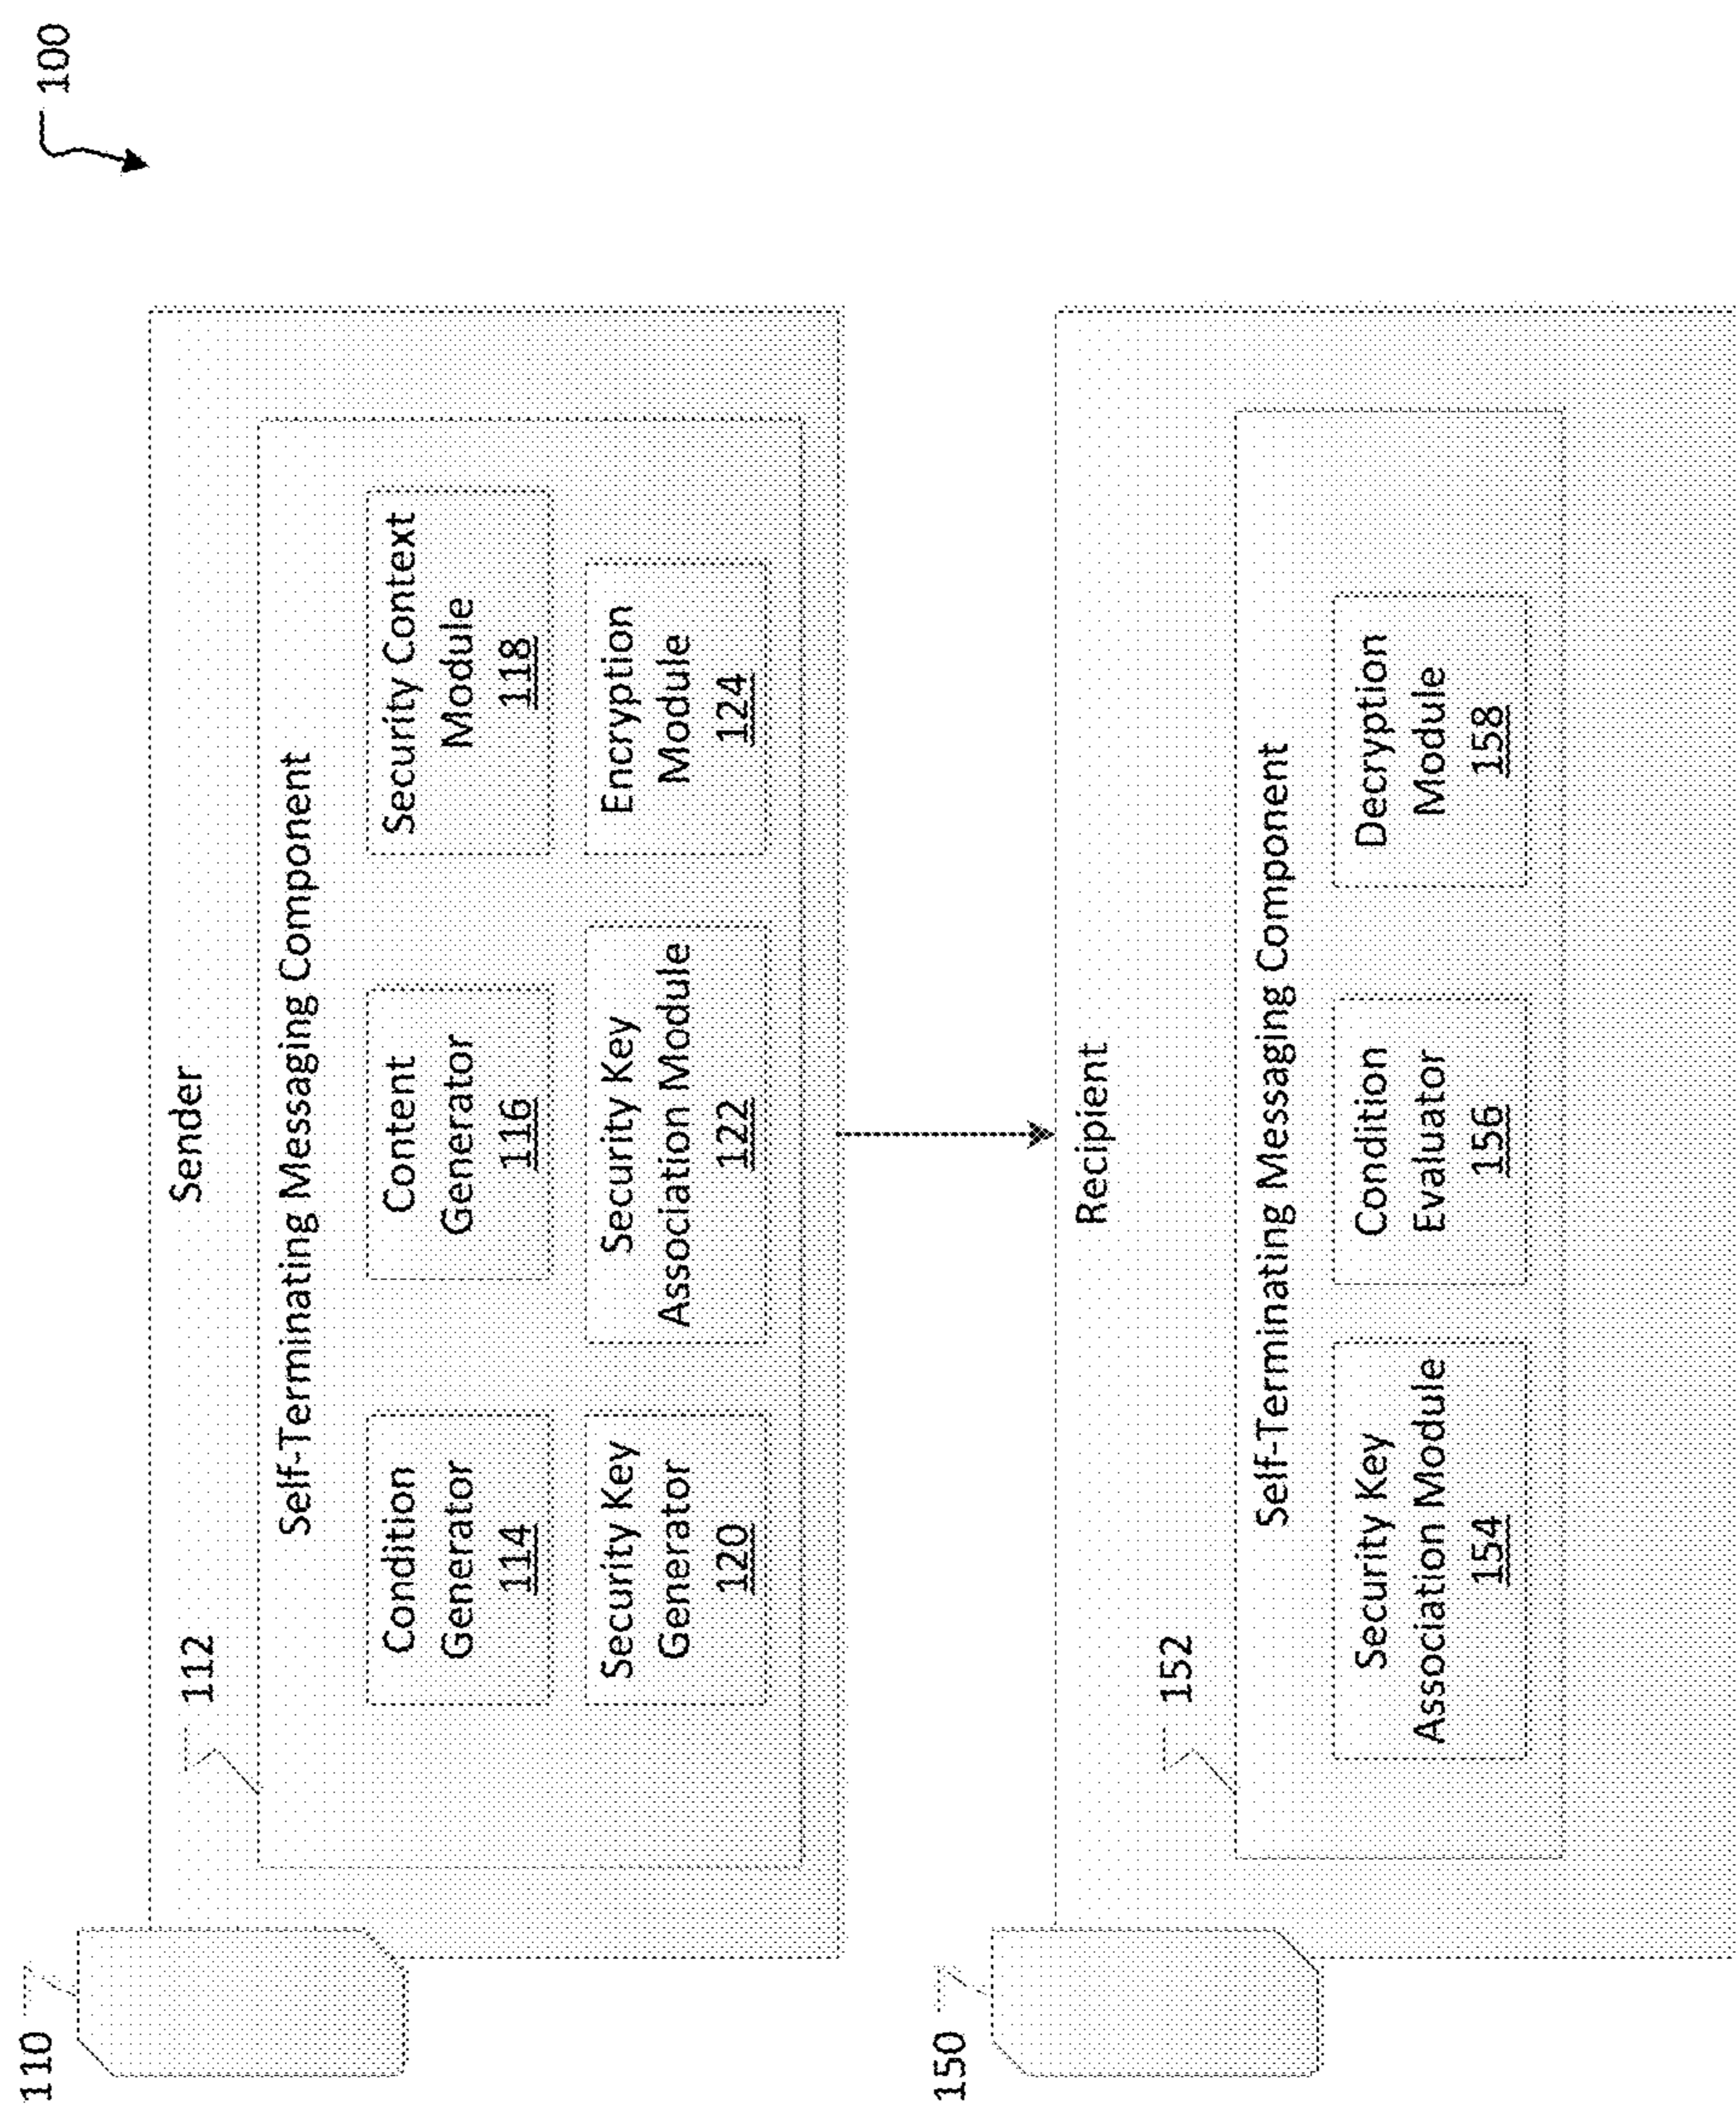 100
110
Sender
112
Self-Terminating Messaging Component
Condition
Generator
114
Content
Generator
116
Security Context
Module
118
Security Key
Generator
120
Security Key
Association Module
122
Encryption
Module
124
150
Recipient
152
Self-Terminating Messaging Component
Security Key
Association Module
154
Condition
Evaluator
156
Decryption
Module
158